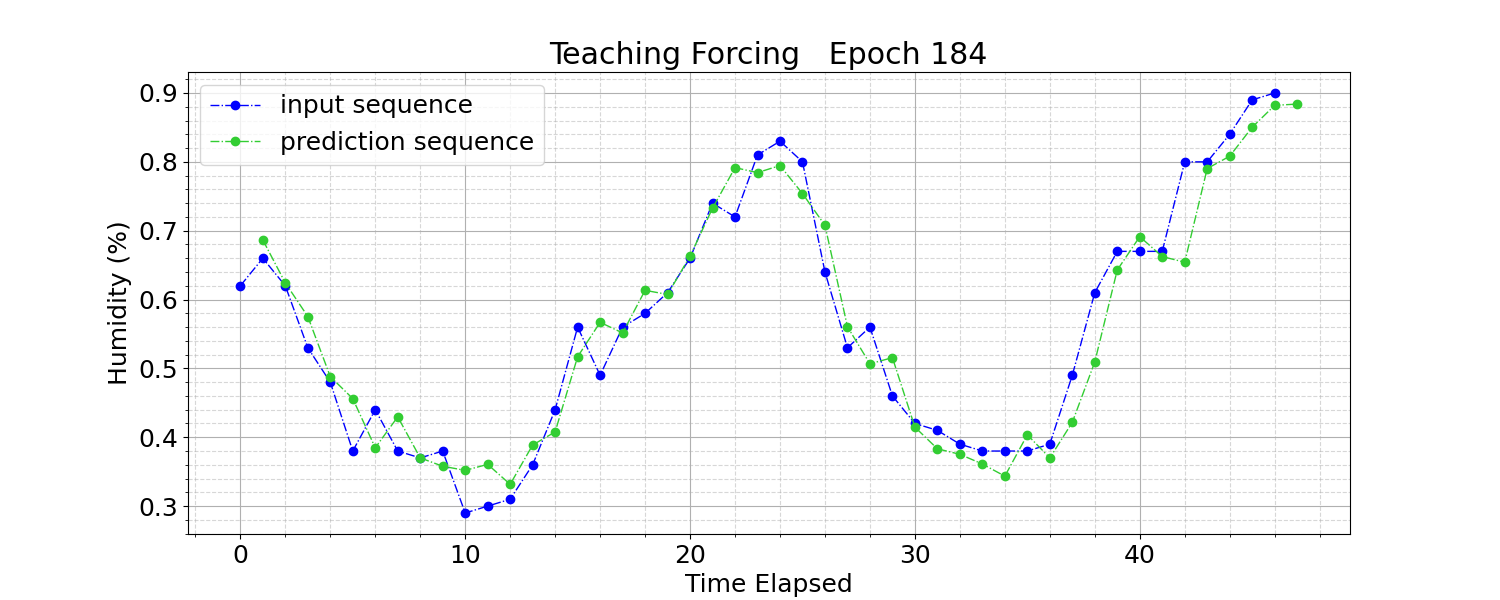 Teaching Forcing   Epoch 184
input sequence
prediction sequence
Humidity (%)
0.9
0.8
0.7
0.6
0.5
0.4
0.3
0 10 20 30 40
Time Elapsed